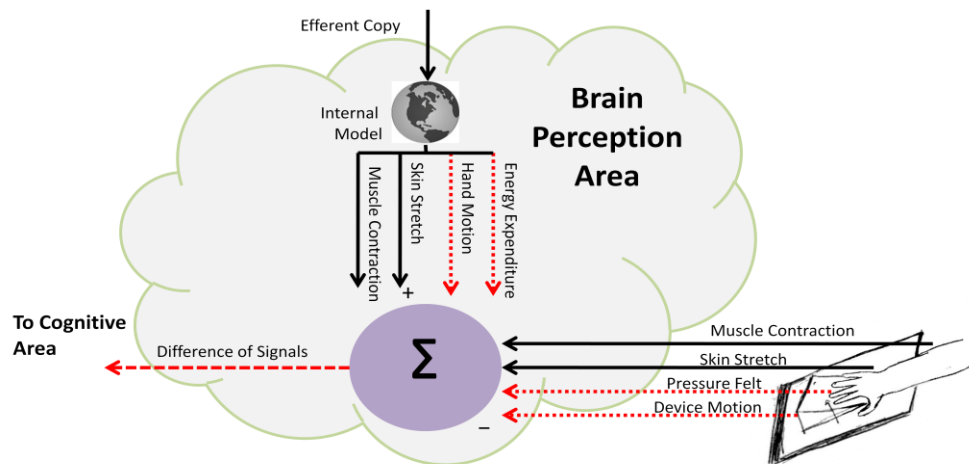 Efferent Copy
Brain
Perception
Area
Internal
Model
Muscle Contraction
Skin Stretch
Hand Motion
Energy Expenditure
+
To Cognitive
Area
Difference of Signals
Σ
Muscle Contraction
Skin Stretch
Pressure Felt
Device Motion
−